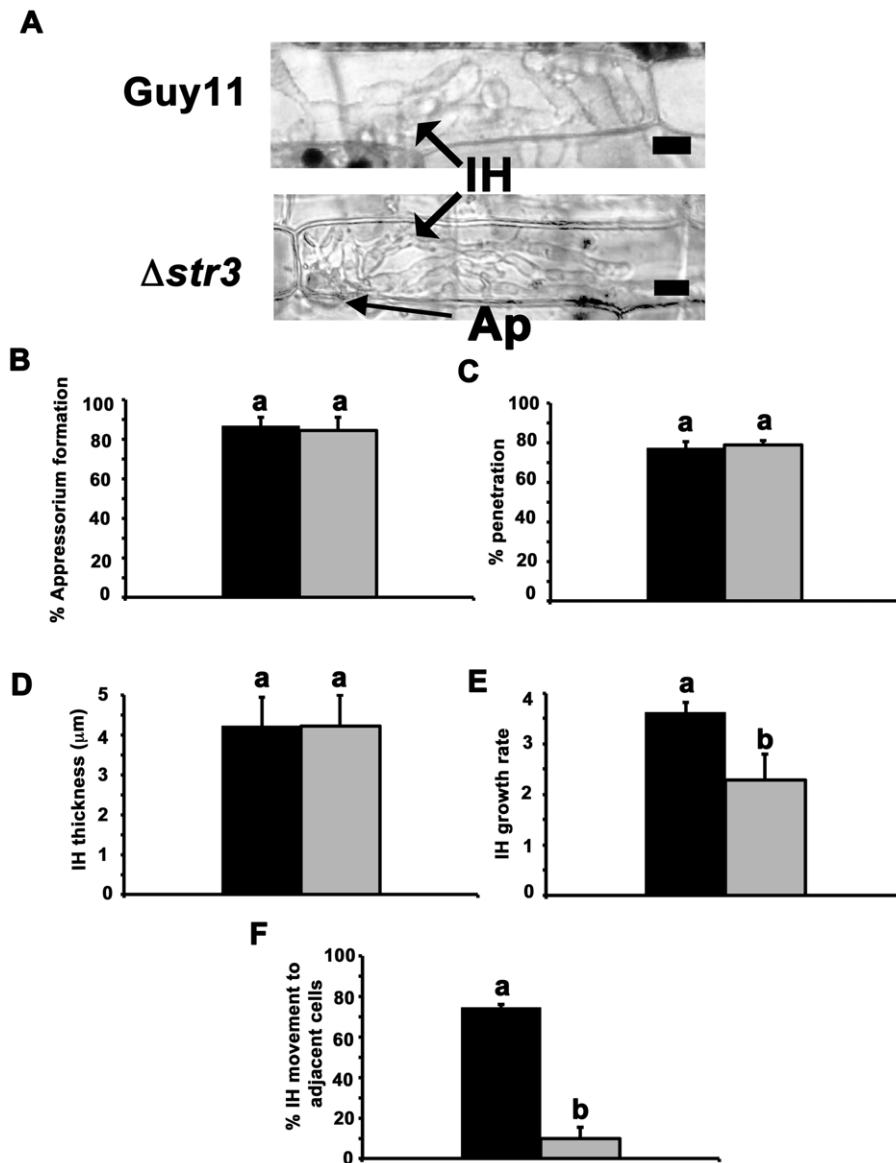 A
Guy11
IH
Δstr3
Ap
B
% Appressorium formation
100
80
60
40
20
0
a
a
C
% penetration
100
80
60
40
20
0
a
a
D
IH thickness (μm)
5
4
3
2
1
0
a
a
E
IH growth rate
4
3
2
1
0
a
b
F
% IH movement to
adjacent cells
100
80
60
40
20
0
a
b